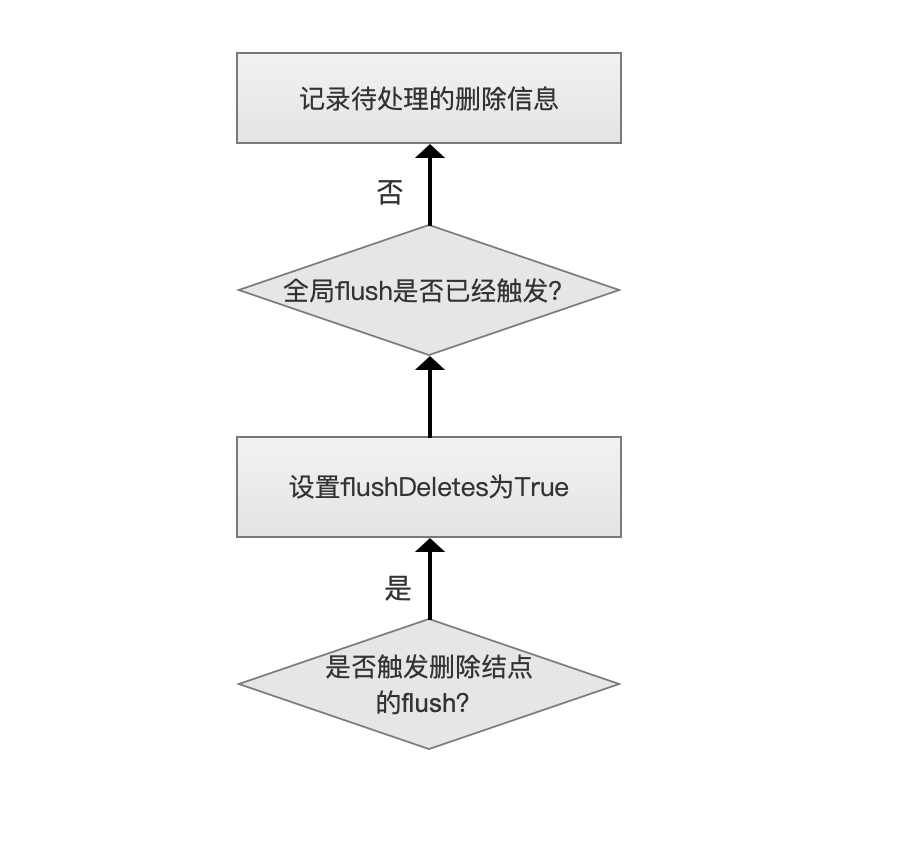 记录待处理的删除信息
否
全局flush是否已经触发?
设置flushDeletes为True
是
是否触发删除结点
的flush?